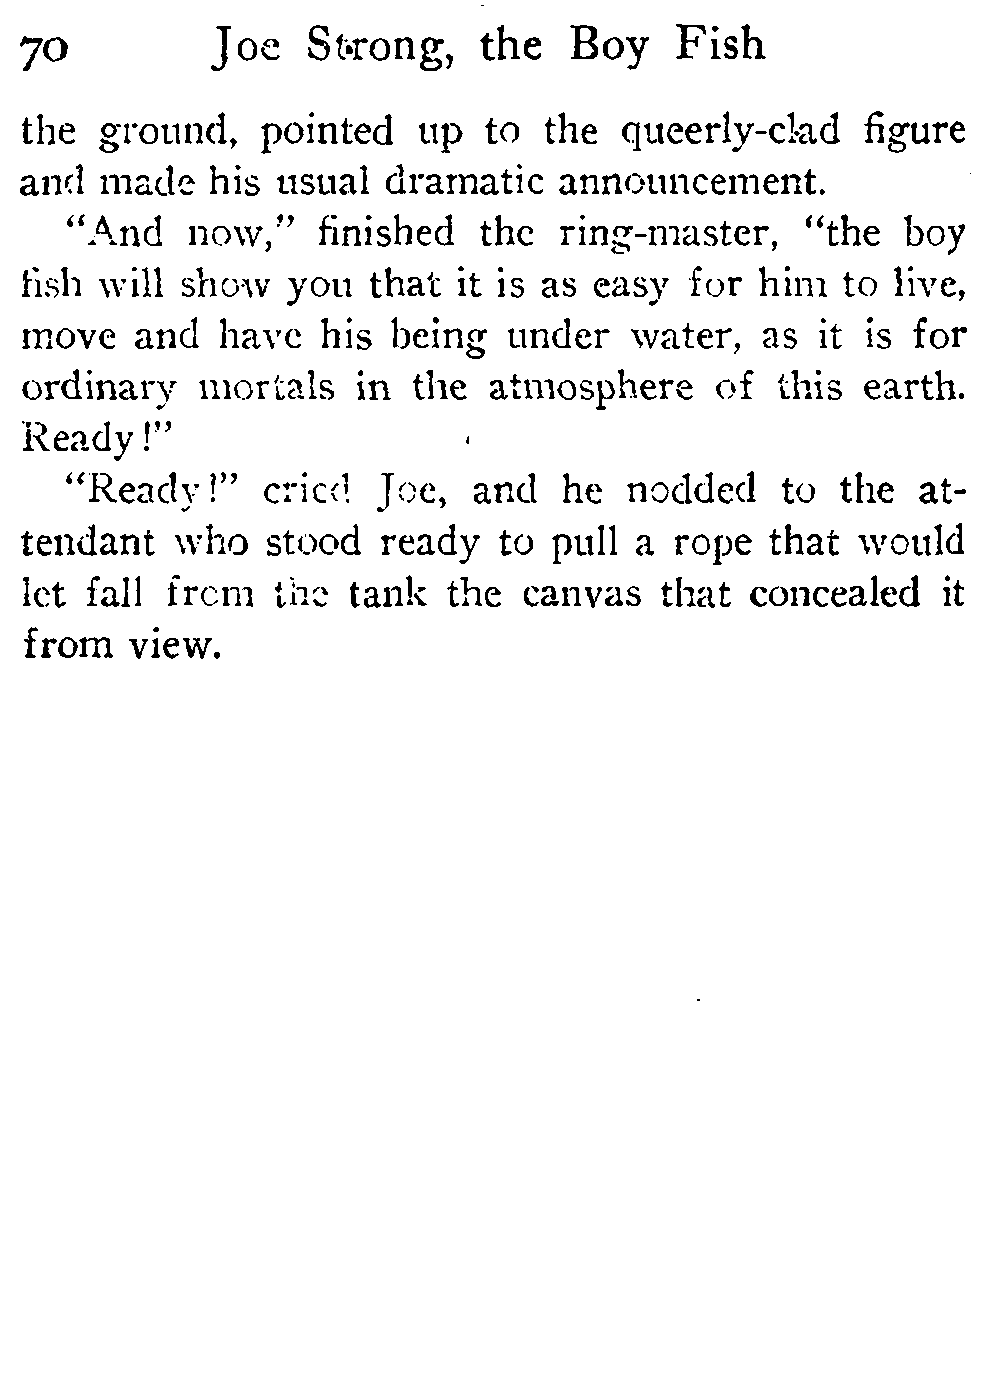 70 Joe Strong, the Boy Fish
the ground, pointed up to the queerly-clad figure
and made his usual dramatic announcement.
"And now," finished the ring-master, "the boy
fish will show you that it is as easy for him to live,
move and have his being under water, as it is for
ordinary mortals in the atmosphere of this earth.
Ready!"
"Ready!" cried Joe, and he nodded to the at-
tendant who stood ready to pull a rope that would
let fall from the tank the canvas that concealed it
from view.